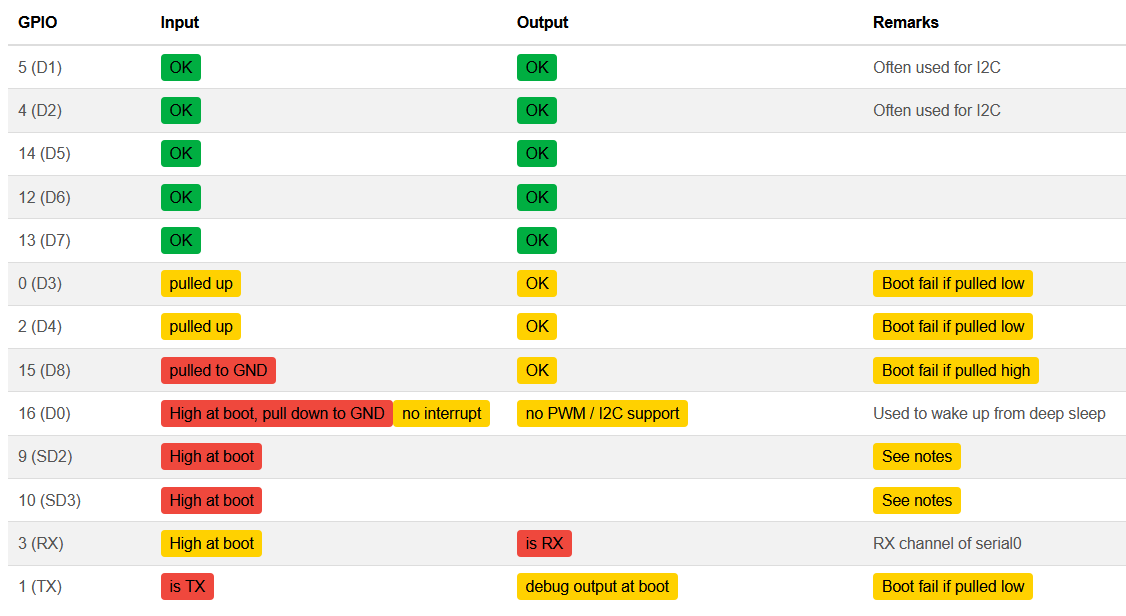 GPIO Input Output Remarks
5 (D1) OK OK Often used for I2C
4 (D2) OK OK Often used for I2C
14 (D5) OK OK
12 (D6) OK OK
13 (D7) OK OK
0 (D3) pulled up OK Boot fail if pulled low
2 (D4) pulled up OK Boot fail if pulled low
15 (D8) pulled to GND OK Boot fail if pulled high
16 (D0) High at boot, pull down to GND no interrupt no PWM / I2C support Used to wake up from deep sleep
9 (SD2) High at boot See notes
10 (SD3) High at boot See notes
3 (RX) High at boot is RX RX channel of serial0
1 (TX) is TX debug output at boot Boot fail if pulled low